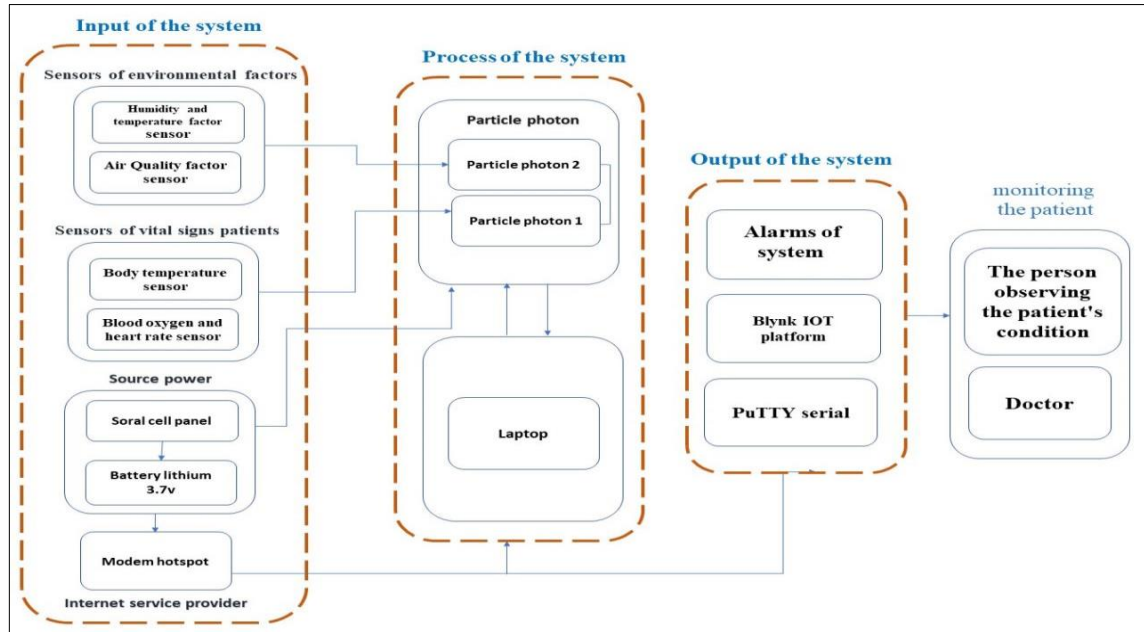 Input of the system
Sensors of environmental factors
Humidity and
temperature factor
sensor
Air Quality factor
sensor
Sensors of vital signs patients
Body temperature
sensor
Blood oxygen and
heart rate sensor
Source power
Soral cell panel
Battery lithium
3.7v
Modem hotspot
Internet service provider
Process of the system
Particle photon
Particle photon 2
Particle photon 1
Laptop
Output of the system
Alarms of
system
Blynk IOT
platform
PuTTY serial
monitoring
the patient
The person
observing
the patient's
condition
Doctor